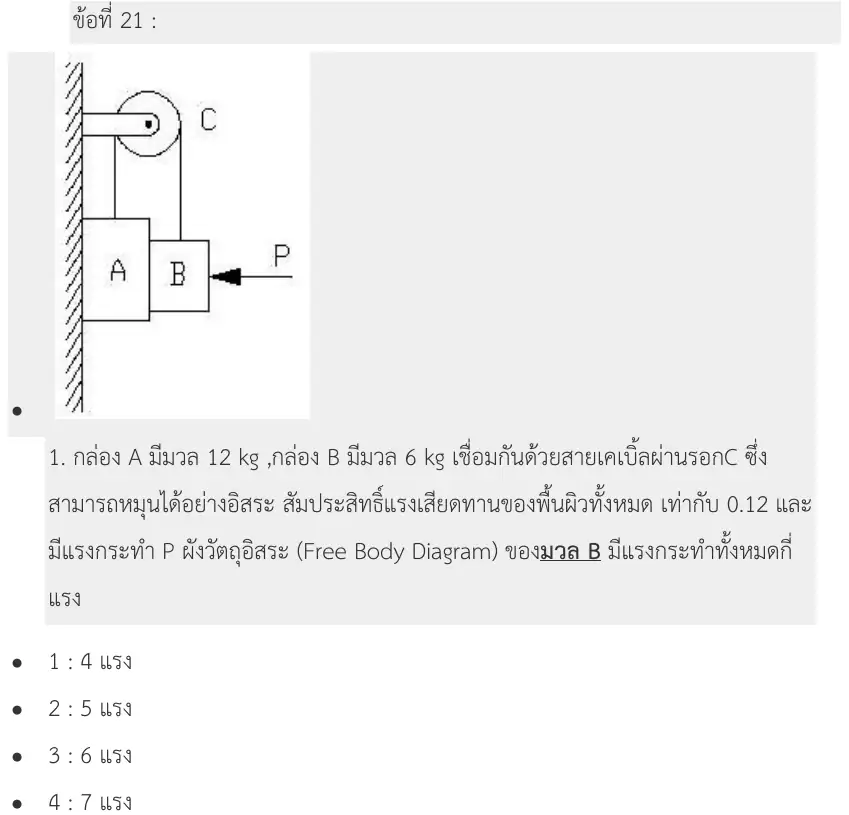 ข้อที่ 21 :
C
P
A
B
1. กล่อง A มีมวล 12 kg ,กล่อง B มีมวล 6 kg เชื่อมกันด้วยสายเคเบิ้ลผ่านรอกC ซึ่ง
สามารถหมุนได้อย่างอิสระ สัมประสิทธิ์แรงเสียดทานของพื้นผิวทั้งหมด เท่ากับ 0.12 และ
มีแรงกระทำ P ผังวัตถุอิสระ (Free Body Diagram) ของมวล B มีแรงกระทำทั้งหมดกี่
แรง
1 : 4 แรง
2 : 5 แรง
3 : 6 แรง
4 : 7 แรง